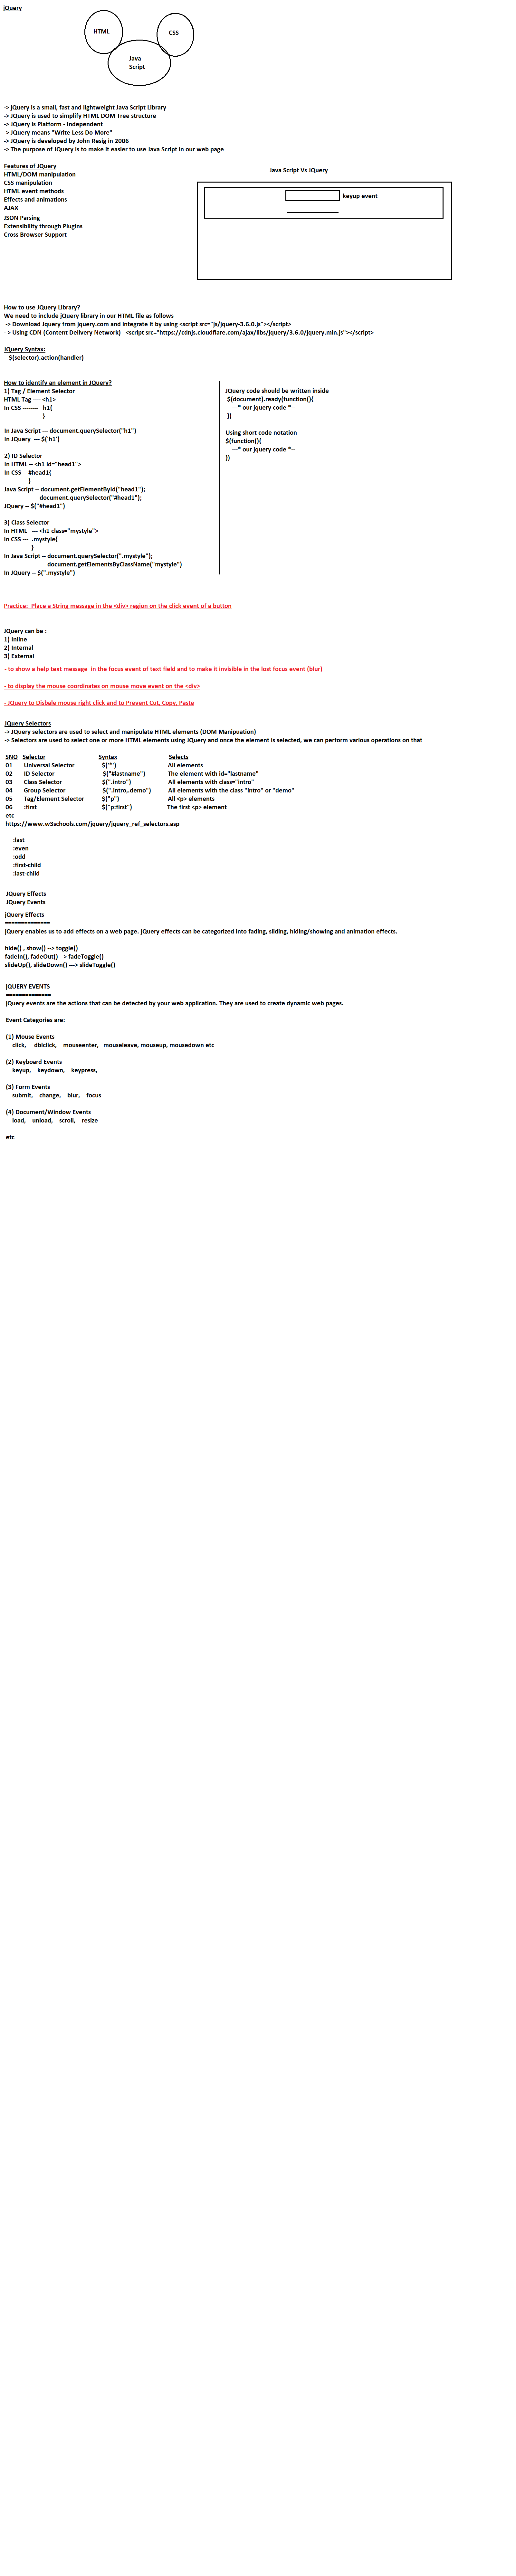 jQuery
HTML
CSS
Java
Script
-> jQuery is a small, fast and lightweight Java Script Library
-> JQuery is used to simplify HTML DOM Tree structure
-> JQuery is Platform - Independent
-> JQuery means "Write Less Do More"
-> JQuery is developed by John Resig in 2006
-> The purpose of JQuery is to make it easier to use Java Script in our web page
Features of JQuery
HTML/DOM manipulation
CSS manipulation
HTML event methods
Effects and animations
AJAX
JSON Parsing
Extensibility through Plugins
Cross Browser Support
Java Script Vs JQuery
keyup event
How to use JQuery Library?
We need to include jQuery library in our HTML file as follows
-> Download Jquery from jquery.com and integrate it by using <script src="js/jquery-3.6.0.js"></script>
- > Using CDN (Content Delivery Network) <script src="https://cdnjs.cloudflare.com/ajax/libs/jquery/3.6.0/jquery.min.js"></script>
JQuery Syntax:
$(selector).action(handler)
How to identify an element in JQuery?
1) Tag / Element Selector
HTML Tag ---- <h1>
In CSS -------- h1{
}
In Java Script --- document.querySelector("h1")
In JQuery --- $('h1')
2) ID Selector
In HTML -- <h1 id="head1">
In CSS -- #head1{
}
Java Script -- document.getElementById("head1");
document.querySelector("#head1");
JQuery -- $("#head1")
3) Class Selector
In HTML --- <h1 class="mystyle">
In CSS --- .mystyle{
}
In Java Script -- document.querySelector(".mystyle");
document.getElementsByClassName("mystyle")
In JQuery -- $(".mystyle")
JQuery code should be written inside
$(document).ready(function(){
---* our jquery code *--
})
Using short code notation
$(function(){
---* our jquery code *--
})
Practice: Place a String message in the <div> region on the click event of a button
JQuery can be :
1) Inline
2) Internal
3) External
- to show a help text message in the focus event of text field and to make it invisible in the lost focus event (blur)
- to display the mouse coordinates on mouse move event on the <div>
- JQuery to Disbale mouse right click and to Prevent Cut, Copy, Paste
JQuery Selectors
-> JQuery selectors are used to select and manipulate HTML elements (DOM Manipuation)
-> Selectors are used to select one or more HTML elements using JQuery and once the element is selected, we can perform various operations on that
SNO Selector Syntax Selects
01 Universal Selector $('*') All elements
02 ID Selector $("#lastname") The element with id="lastname"
03 Class Selector $(".intro") All elements with class="intro"
04 Group Selector $(".intro,.demo") All elements with the class "intro" or "demo"
05 Tag/Element Selector $("p") All <p> elements
06 :first $("p:first") The first <p> element
etc
https://www.w3schools.com/jquery/jquery_ref_selectors.asp
:last
:even
:odd
:first-child
:last-child
JQuery Effects
JQuery Events
jQuery Effects
==============
jQuery enables us to add effects on a web page. jQuery effects can be categorized into fading, sliding, hiding/showing and animation effects.
hide() , show() --> toggle()
fadeIn(), fadeOut() --> fadeToggle()
slideUp(), slideDown() ---> slideToggle()
jQUERY EVENTS
==============
jQuery events are the actions that can be detected by your web application. They are used to create dynamic web pages.
Event Categories are:
(1) Mouse Events
click, dblclick, mouseenter, mouseleave, mouseup, mousedown etc
(2) Keyboard Events
keyup, keydown, keypress,
(3) Form Events
submit, change, blur, focus
(4) Document/Window Events
load, unload, scroll, resize
etc